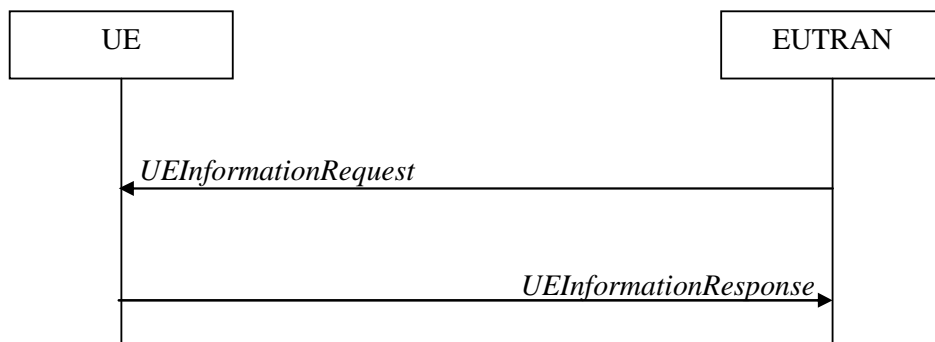 UE
EUTRAN
UEInformationRequest
UEInformationResponse